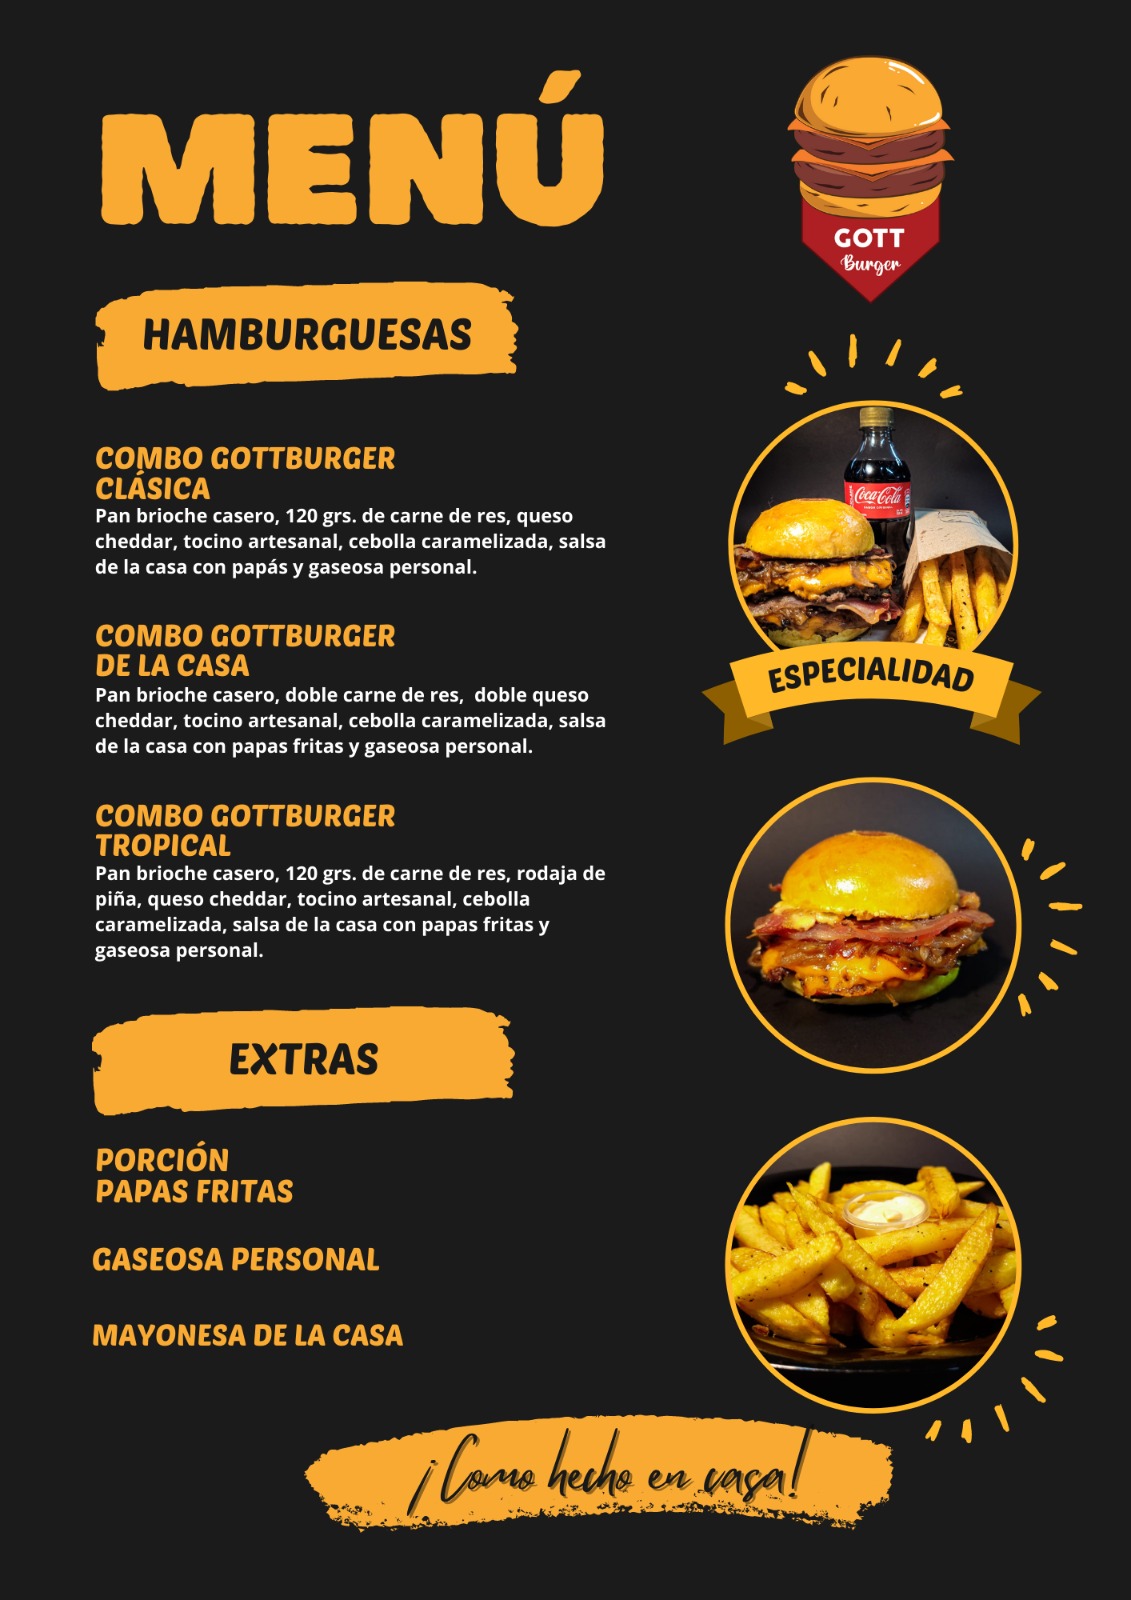 MENÚ
GOTT
Burger
HAMBURGUESAS
COMBO GOTTBURGER
CLÁSICA
Pan brioche casero, 120 grs. de carne de res, queso
cheddar, tocino artesanal, cebolla caramelizada, salsa
de la casa con papás y gaseosa personal.
Coca-Cola
ESPECIALIDAD
COMBO GOTTBURGER
DE LA CASA
Pan brioche casero, doble carne de res, doble queso
cheddar, tocino artesanal, cebolla caramelizada, salsa
de la casa con papas fritas y gaseosa personal.
COMBO GOTTBURGER
TROPICAL
Pan brioche casero, 120 grs. de carne de res, rodaja de
piña, queso cheddar, tocino artesanal, cebolla
caramelizada, salsa de la casa con papas fritas y
gaseosa personal.
EXTRAS
PORCIÓN
PAPAS FRITAS
GASEOSA PERSONAL
MAYONESA DE LA CASA
¡Como hecho en casa!